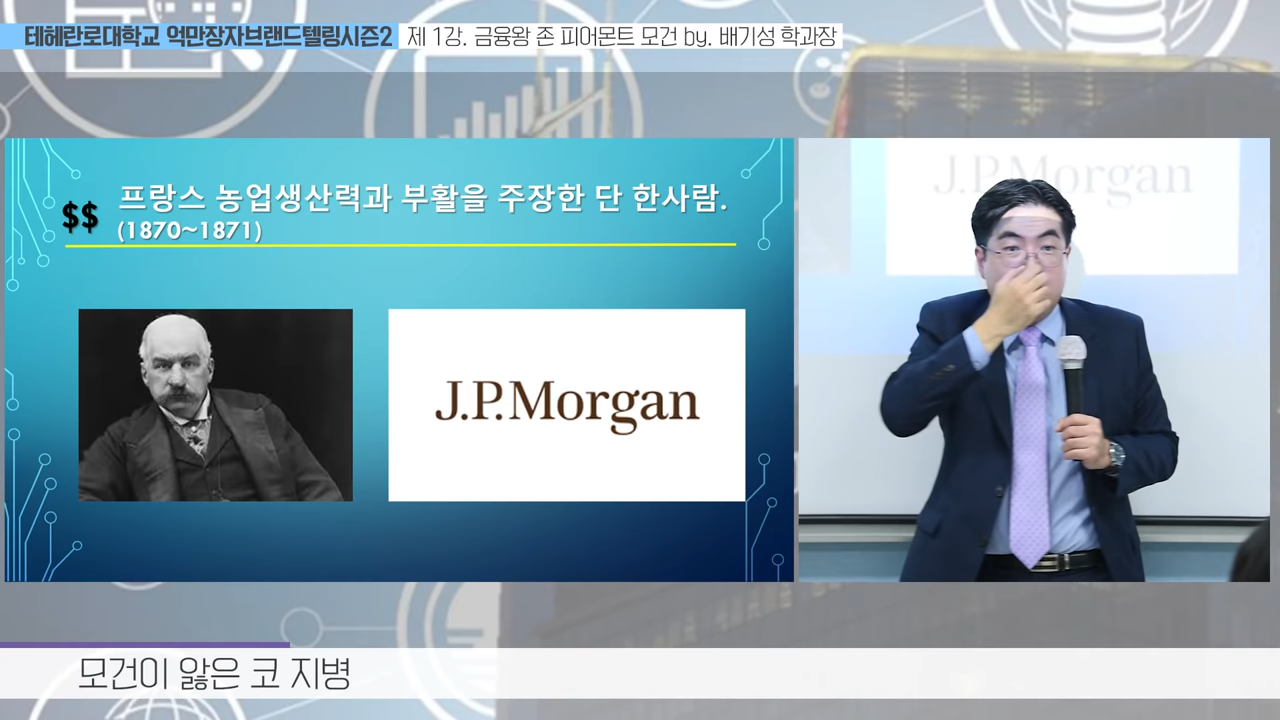 테헤란로대학교 억만장자브랜드텔링시즌2 제 1강. 금융왕 존 피어몬트 모건 by. 배기성 학과장
$$ 프랑스 농업생산력과 부활을 주장한 단 한사람.
(1870~1871)
J.P.Morgan
J.P.Morgan
모건이 앓은 코 지병